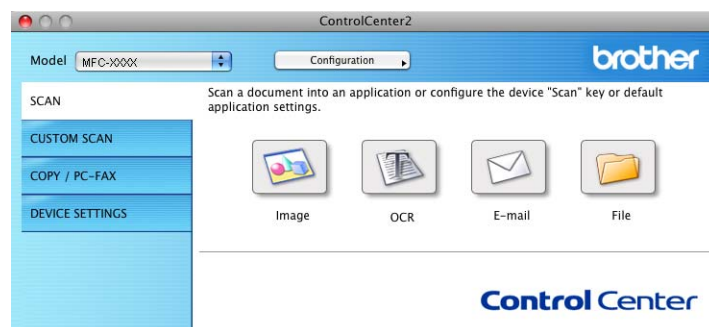 ControlCenter2
Model MFC-XXXX Configuration brother
SCAN
CUSTOM SCAN
COPY / PC-FAX
DEVICE SETTINGS
Scan a document into an application or configure the device "Scan" key or default
application settings.
Image OCR E-mail File
Control Center